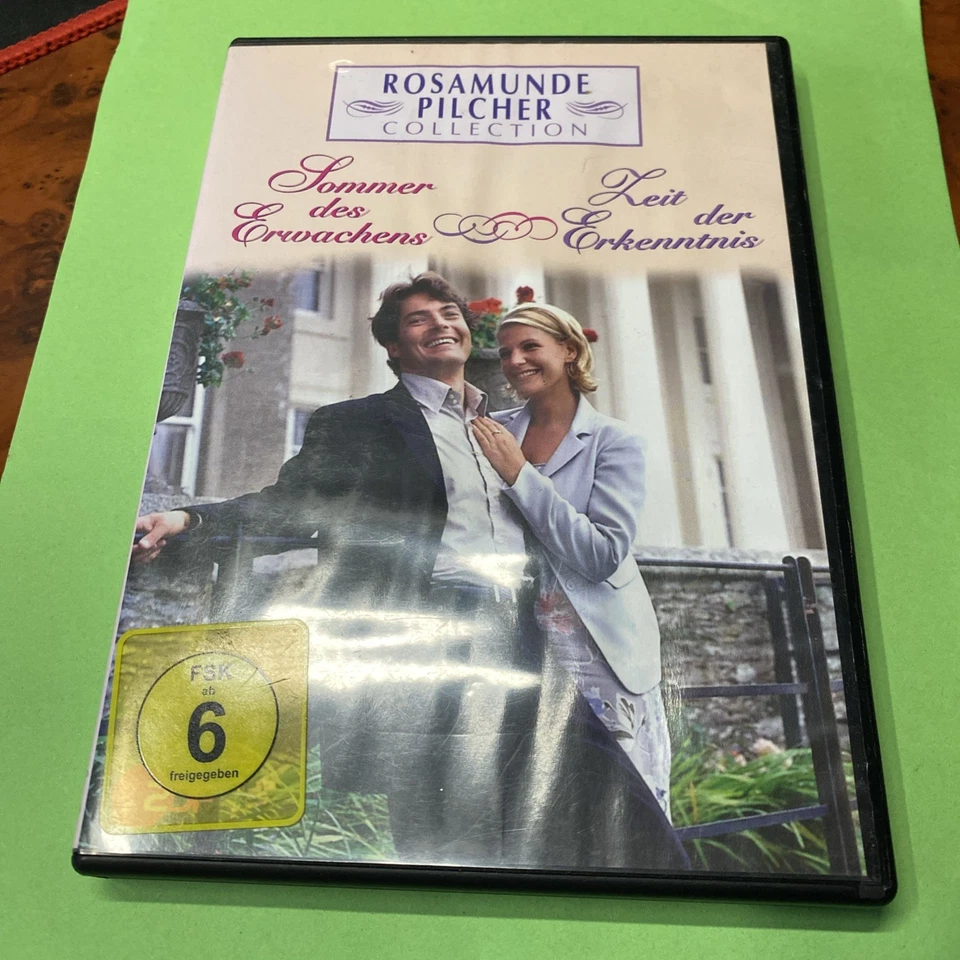 ROSAMUNDE
PILCHER
COLLECTION
Sommer
des
Erwachens
Zeit
der
Erkenntnis
FSK
ab
6
freigegeben